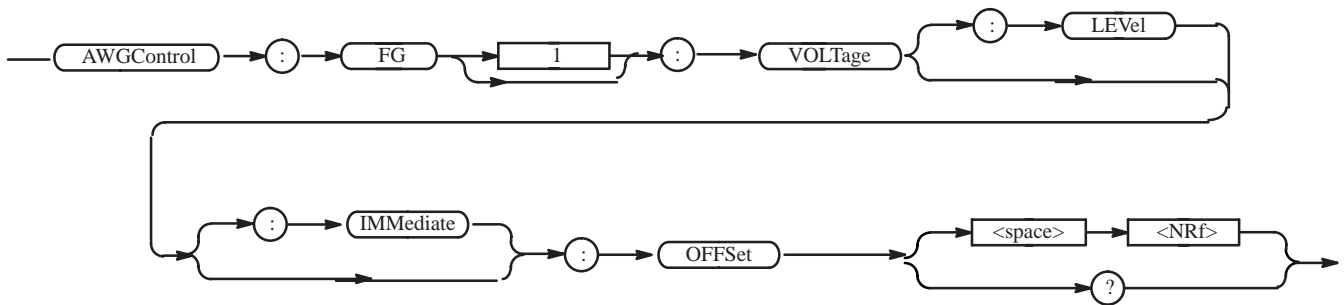 AWGControl : FG 1 : VOLTage : LEVel
: IMMediate : OFFSet <space> <NRf>
?